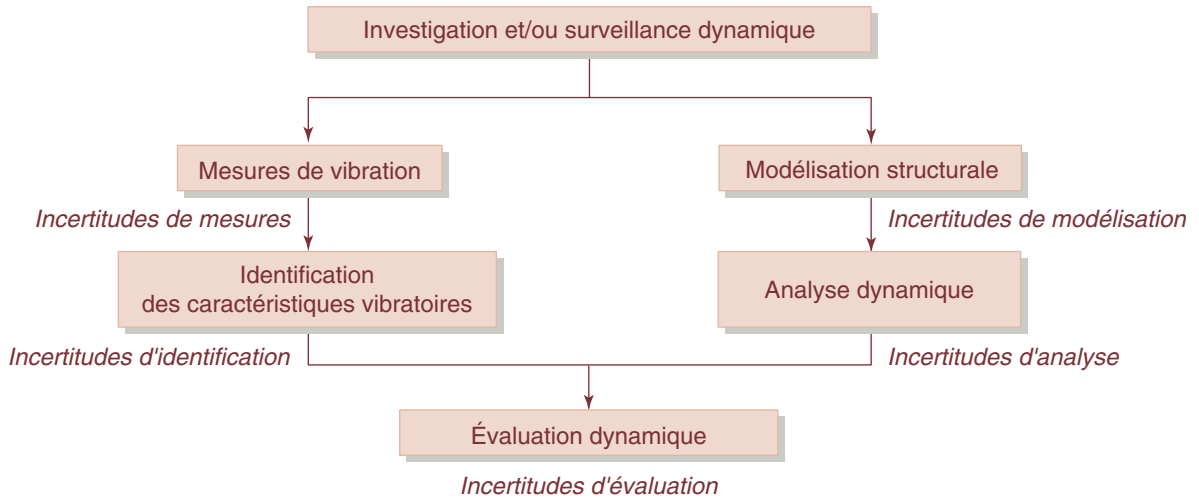 Investigation et/ou surveillance dynamique
Mesures de vibration
Modélisation structurale
Incertitudes de mesures
Incertitudes de modélisation
Identification
des caractéristiques vibratoires
Analyse dynamique
Incertitudes d'identification
Incertitudes d'analyse
Évaluation dynamique
Incertitudes d'évaluation